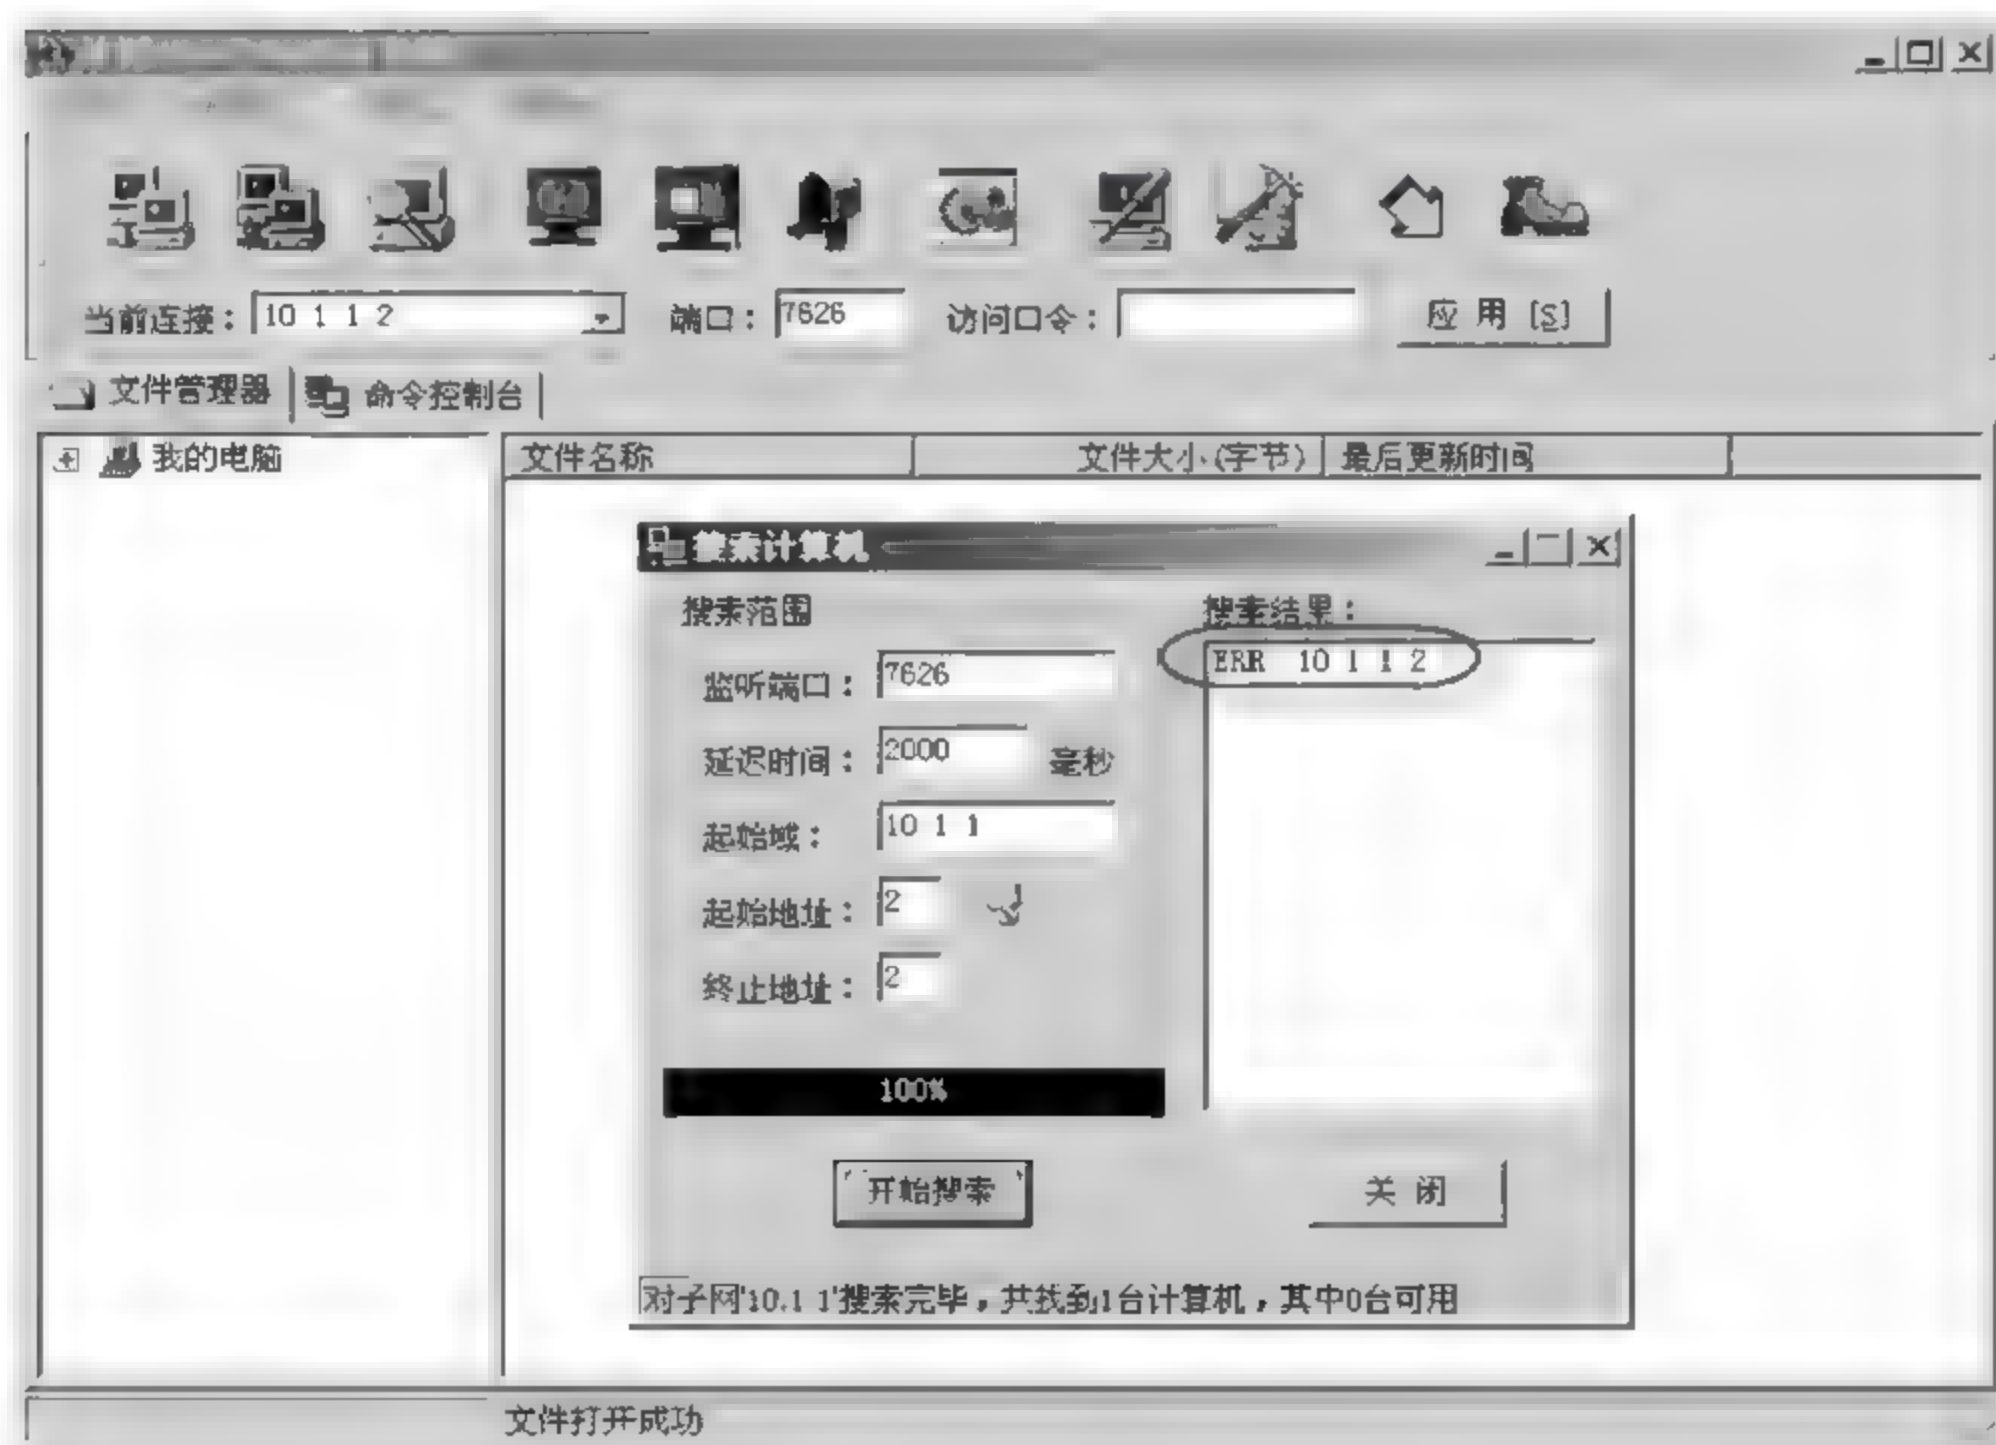 当前连接： 10 1 1 2 端口： 7626 访问口令： 应 用 [S]
文件管理器 命令控制台
我的电脑
文件名称 文件大小(字节) 最后更新时间
搜索计算机
搜索范围
监听端口： 7626
延迟时间： 2000 毫秒
起始域： 10 1 1
起始地址： 2
终止地址： 2
搜索结果：
ERR 10 1 1 2
100%
开始搜索
关 闭
对子网'10.1 1'搜索完毕，共找到1台计算机，其中0台可用
文件打开成功